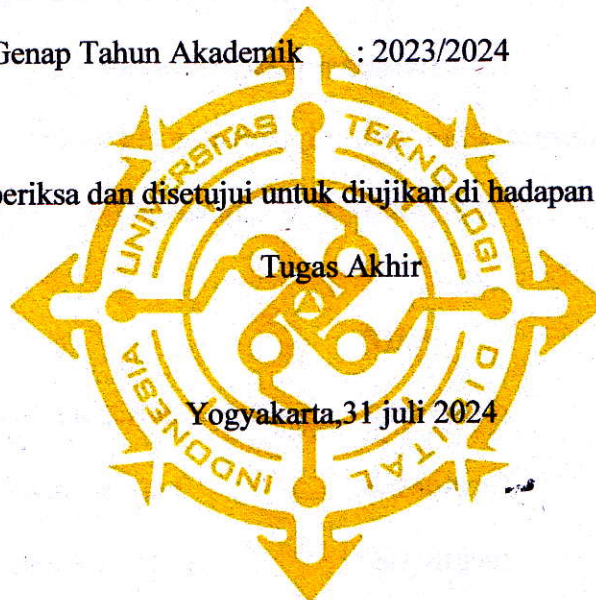 Genap Tahun Akademik : 2023/2024
periksa dan disetujui untuk diujikan di hadapan
Tugas Akhir
Yogyakarta,31 juli 2024
UNIVERSITAS TEKNOLOGI DIGITAL INDONESIA